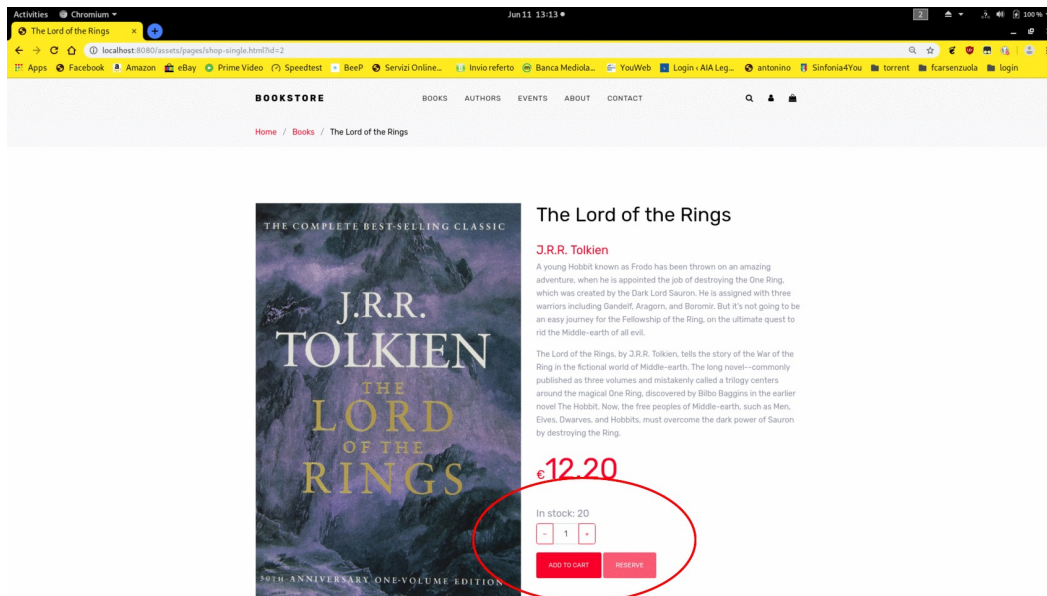 Activities Chromium Jun 11 13:13 2 100 %
The Lord of the Rings
localhost:8080/assets/pages/shop-single.html?id=2
Apps Facebook Amazon eBay Prime Video Speedtest BeeP Servizi Online... Invio referto Banca Mediola... YouWeb Login ‹ AIA Leg... antonino Sinfonia4You torrent fcarsenzuola login
BOOKSTORE BOOKS AUTHORS EVENTS ABOUT CONTACT
Home / Books / The Lord of the Rings
THE COMPLETE BEST-SELLING CLASSIC
J.R.R.
TOLKIEN
THE
LORD
OF THE
RINGS
50TH ANNIVERSARY ONE-VOLUME EDITION
The Lord of the Rings
J.R.R. Tolkien
A young Hobbit known as Frodo has been thrown on an amazing
adventure, when he is appointed the job of destroying the One Ring,
which was created by the Dark Lord Sauron. He is assigned with three
warriors including Gandelf, Aragorn, and Boromir. But it's not going to be
an easy journey for the Fellowship of the Ring, on the ultimate quest to
rid the Middle-earth of all evil.
The Lord of the Rings, by J.R.R. Tolkien, tells the story of the War of the
Ring in the fictional world of Middle-earth. The long novel--commonly
published as three volumes and mistakenly called a trilogy centers
around the magical One Ring, discovered by Bilbo Baggins in the earlier
novel The Hobbit. Now, the free peoples of Middle-earth, such as Men,
Elves, Dwarves, and Hobbits, must overcome the dark power of Sauron
by destroying the Ring.
€12.20
In stock: 20
- 1 +
ADD TO CART RESERVE